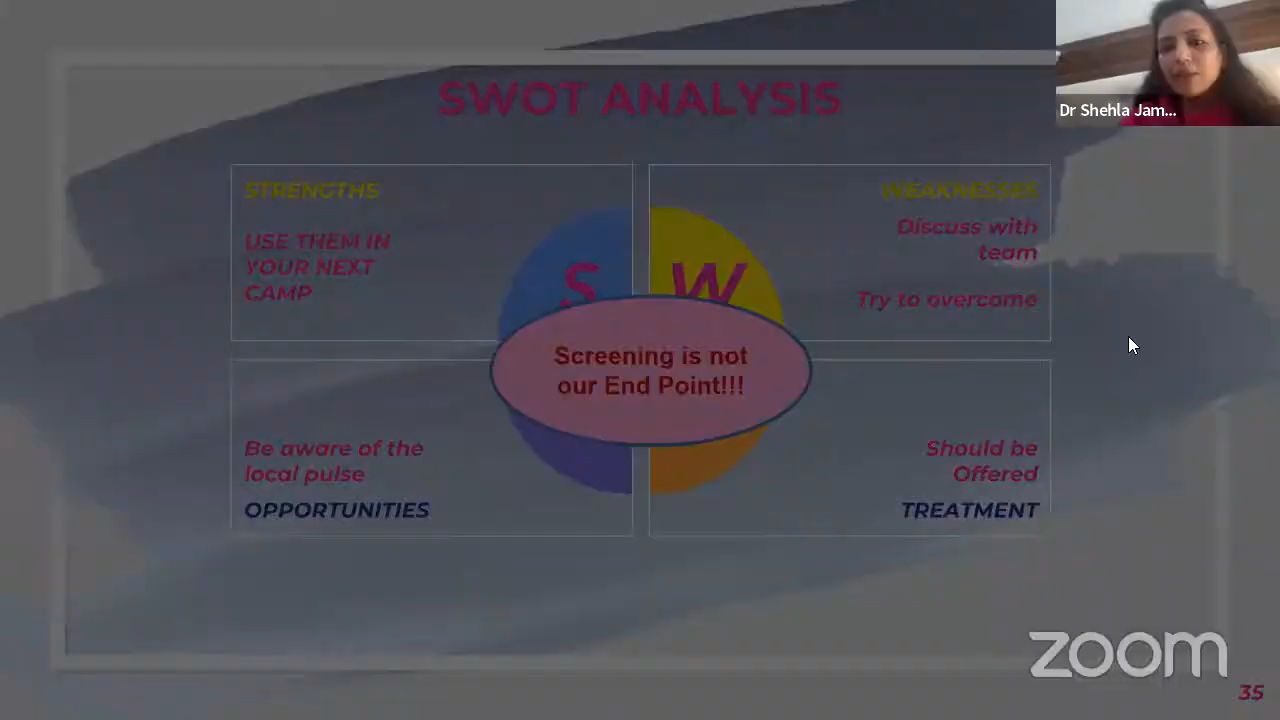 Dr Shehla Jam...
SWOT ANALYSIS
STRENGTHS
USE THEM IN
YOUR NEXT
CAMP
WEAKNESSES
Discuss with
team
Try to overcome
S
W
Screening is not
our End Point!!!
Be aware of the
local pulse
OPPORTUNITIES
Should be
Offered
TREATMENT
zoom
35